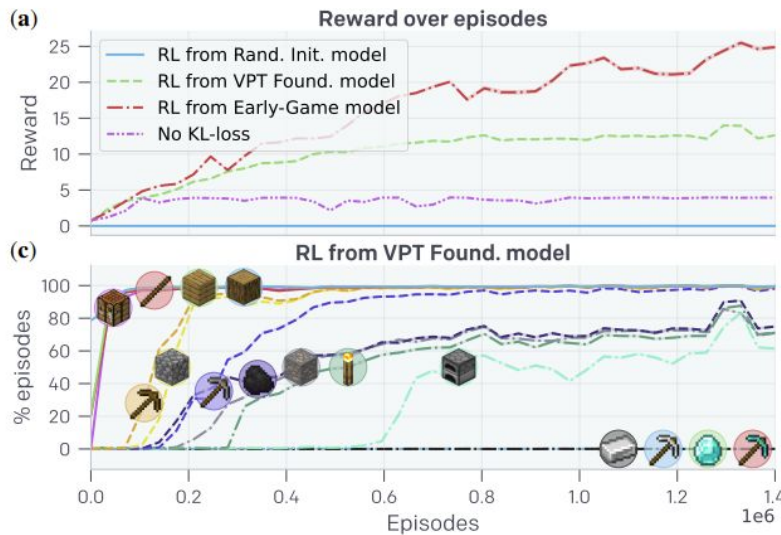 (a)
Reward over episodes
25
20
15
10
5
0
Reward
RL from Rand. Init. model
RL from VPT Found. model
RL from Early-Game model
No KL-loss
(c)
RL from VPT Found. model
100
80
60
40
20
0
% episodes
0.0 0.2 0.4 0.6 0.8 1.0 1.2 1.4
1e6
Episodes